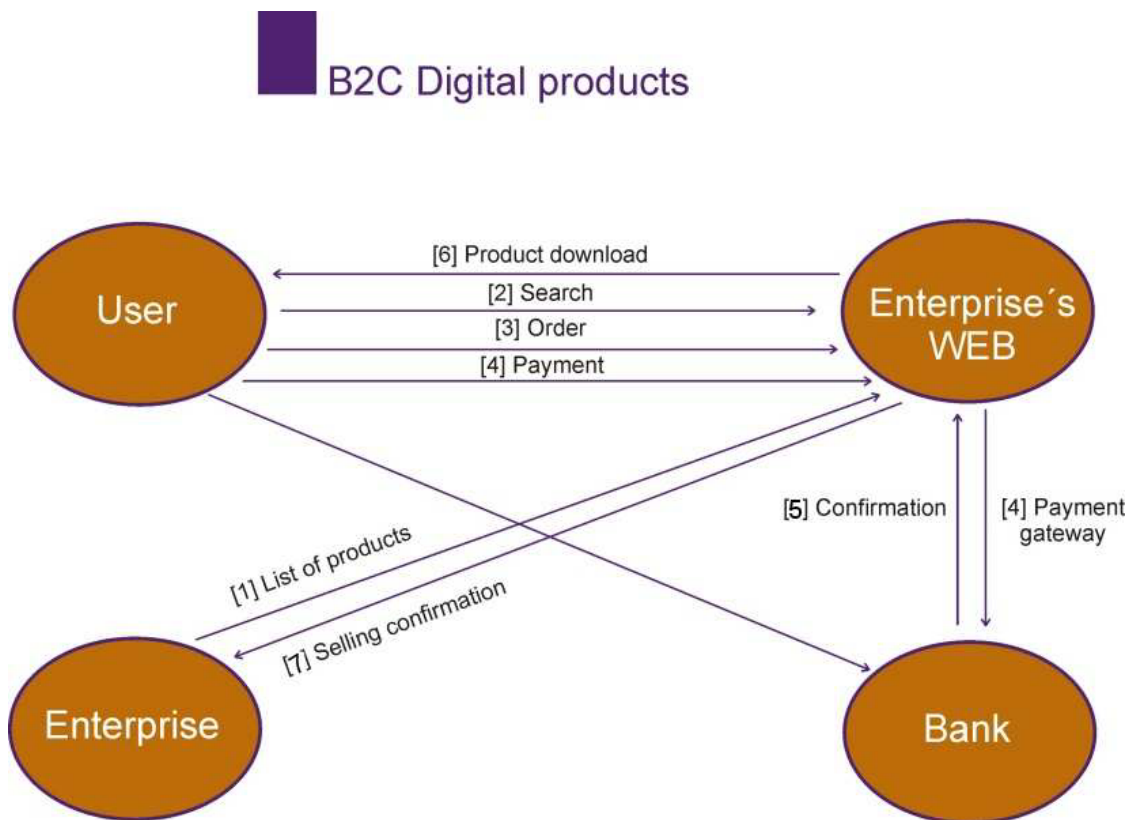 B2C Digital products
[6] Product download
User
[2] Search
Enterprise´s
WEB
[3] Order
[4] Payment
[5] Confirmation
[4] Payment
gateway
[1] List of products
[7] Selling confirmation
Enterprise
Bank